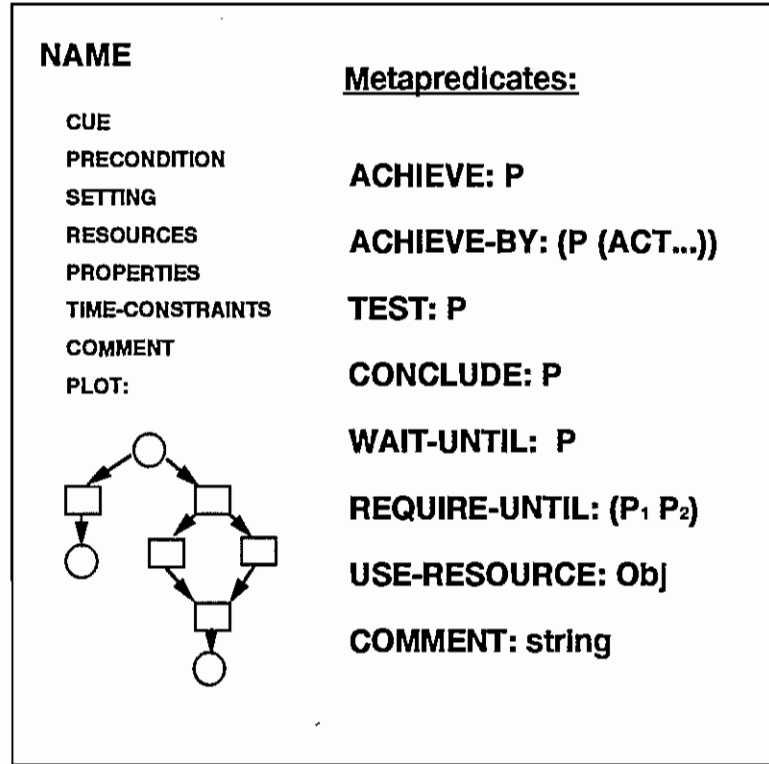 NAME
CUE
PRECONDITION
SETTING
RESOURCES
PROPERTIES
TIME-CONSTRAINTS
COMMENT
PLOT:
Metapredicates:
ACHIEVE: P
ACHIEVE-BY: (P (ACT...))
TEST: P
CONCLUDE: P
WAIT-UNTIL: P
REQUIRE-UNTIL: (P₁ P₂)
USE-RESOURCE: Obj
COMMENT: string